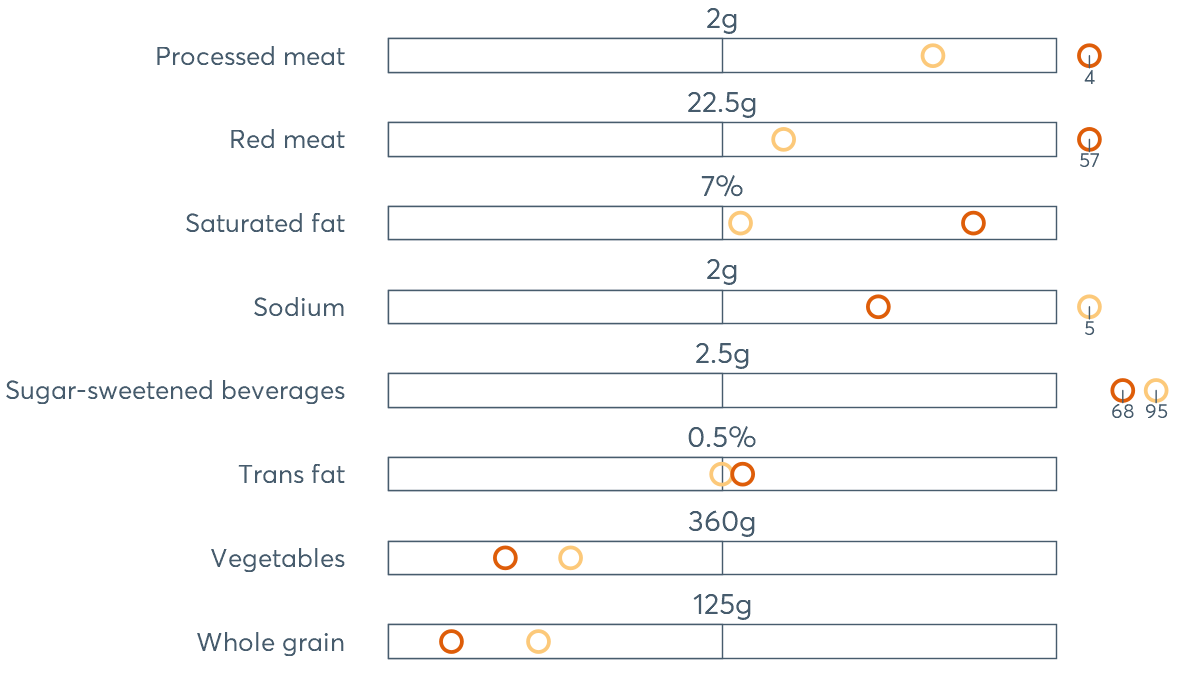 2g
Processed meat
4
22.5g
Red meat
57
7%
Saturated fat
2g
Sodium
5
2.5g
Sugar-sweetened beverages
68 95
0.5%
Trans fat
360g
Vegetables
125g
Whole grain